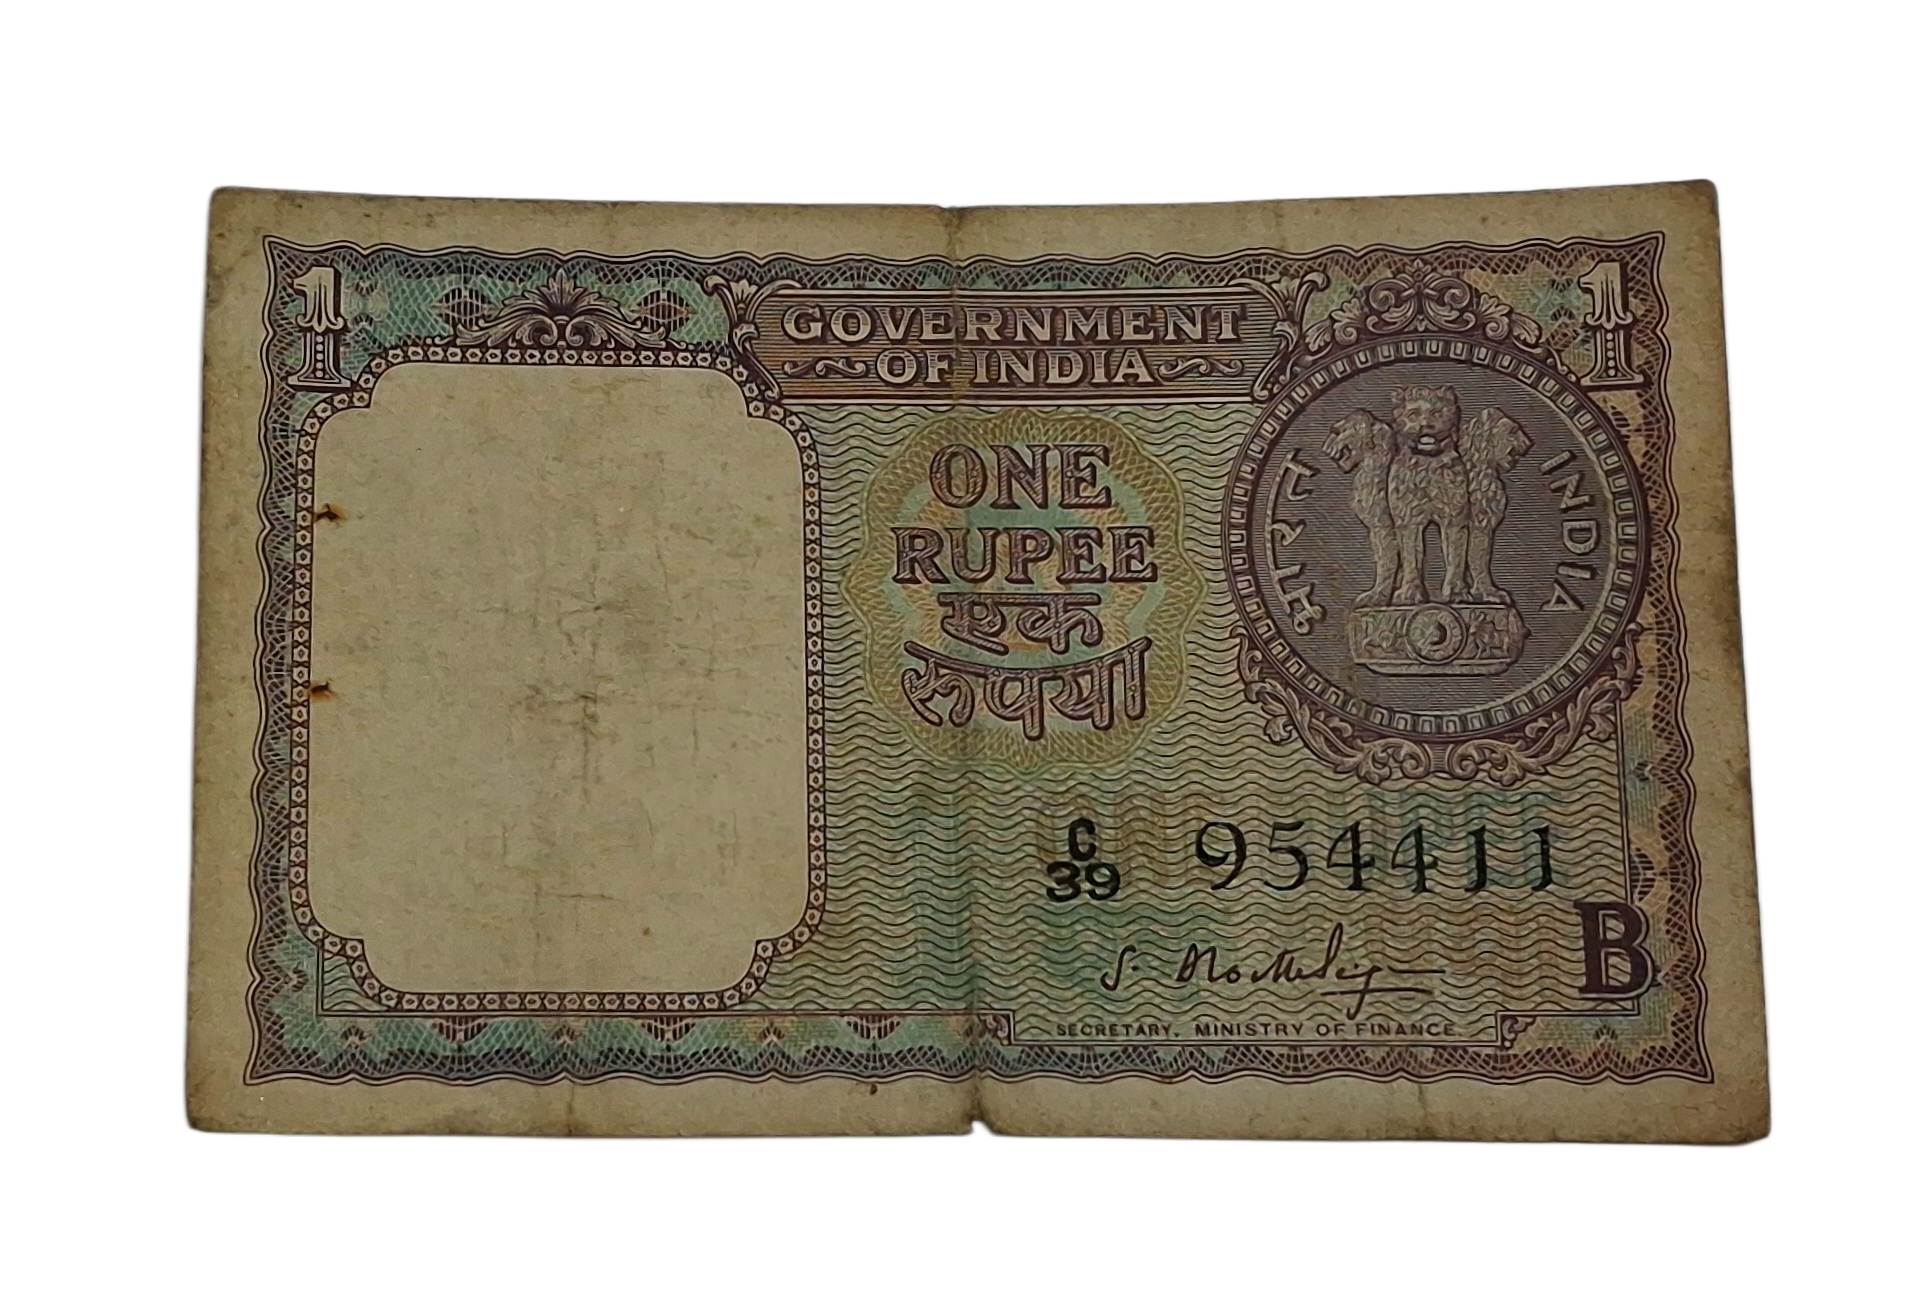 1
GOVERNMENT
OF INDIA
1
ONE
RUPEE
एक
रूपया
भारत
INDIA
C
39
954411
B
SECRETARY, MINISTRY OF FINANCE.